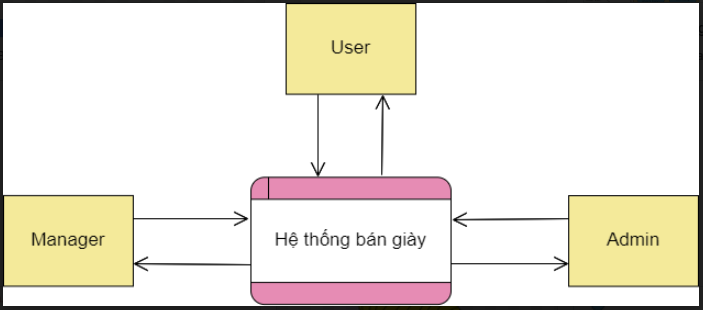 User
Manager
Hệ thống bán giày
Admin